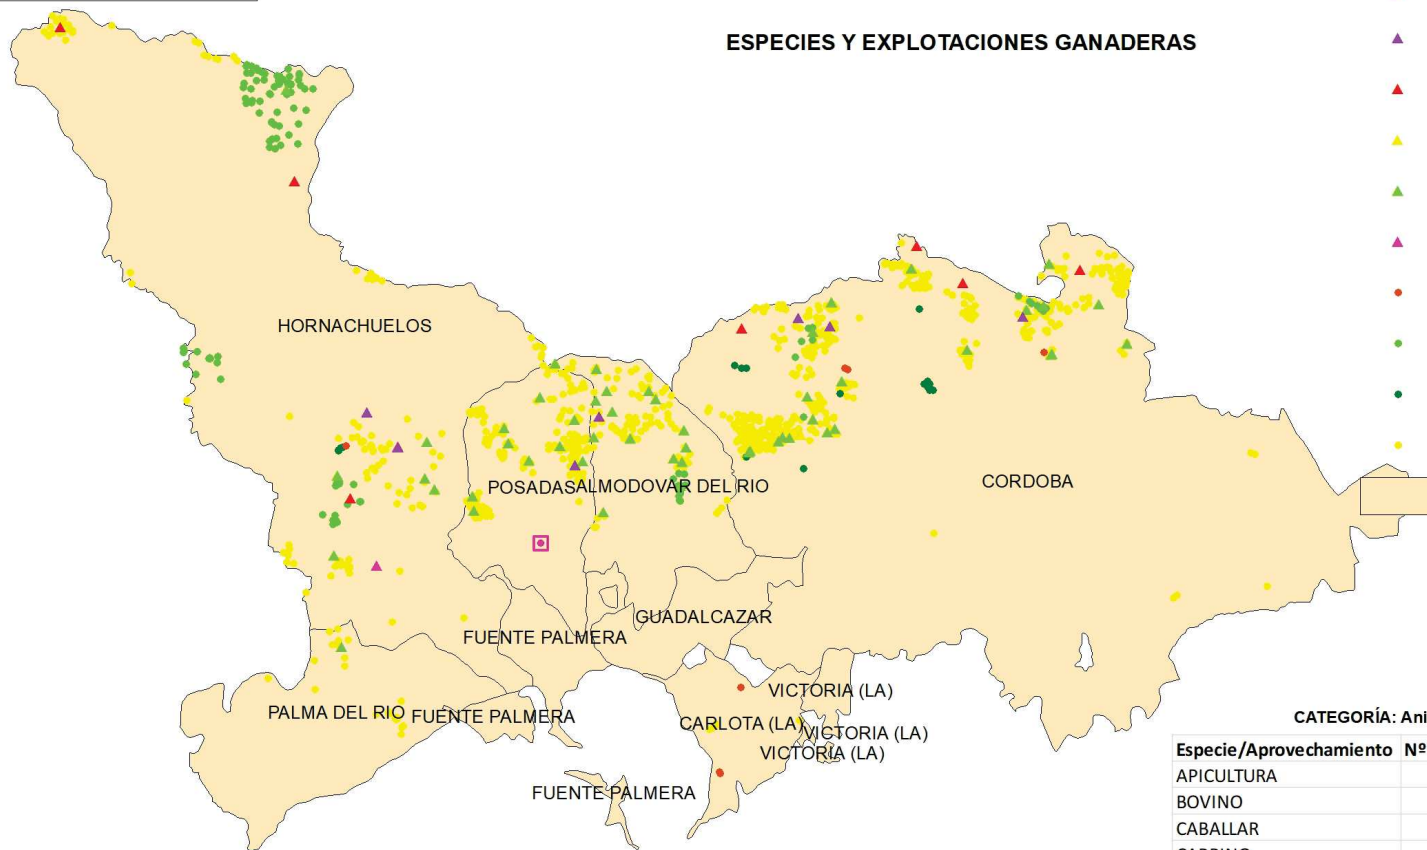 ESPECIES Y EXPLOTACIONES GANADERAS
HORNACHUELOS
POSADAS
ALMODOVAR DEL RIO
CORDOBA
GUADALCAZAR
FUENTE PALMERA
VICTORIA (LA)
PALMA DEL RIO
FUENTE PALMERA
CARLOTA (LA)
VICTORIA (LA)
VICTORIA (LA)
FUENTE PALMERA
CATEGORÍA: Ani
Especie/Aprovechamiento Nº
APICULTURA
BOVINO
CABALLAR